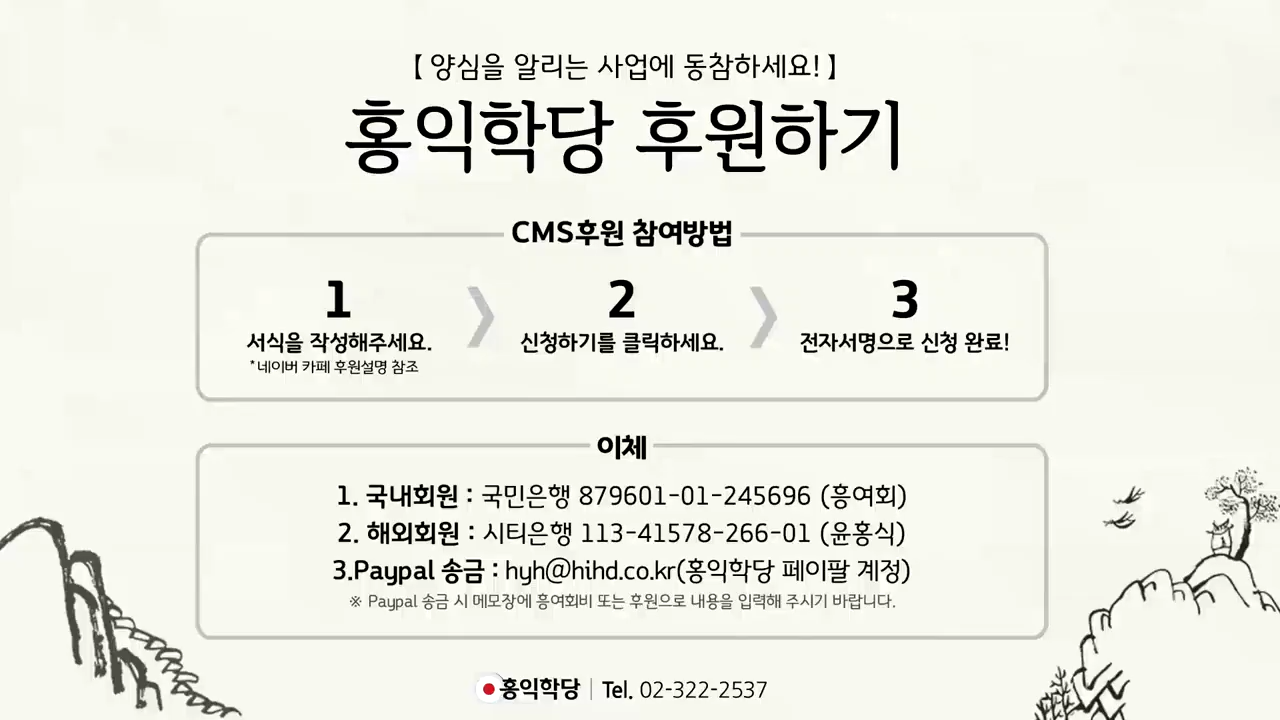 【 양심을 알리는 사업에 동참하세요! 】
홍익학당 후원하기
CMS후원 참여방법
1
서식을 작성해주세요.
*네이버 카페 후원설명 참조
2
신청하기를 클릭하세요.
3
전자서명으로 신청 완료!
이체
1. 국내회원 : 국민은행 879601-01-245696 (흥여회)
2. 해외회원 : 시티은행 113-41578-266-01 (윤홍식)
3.Paypal 송금 : hyh@hihd.co.kr(홍익학당 페이팔 계정)
※ Paypal 송금 시 메모장에 흥여회비 또는 후원으로 내용을 입력해 주시기 바랍니다.
홍익학당 | Tel. 02-322-2537